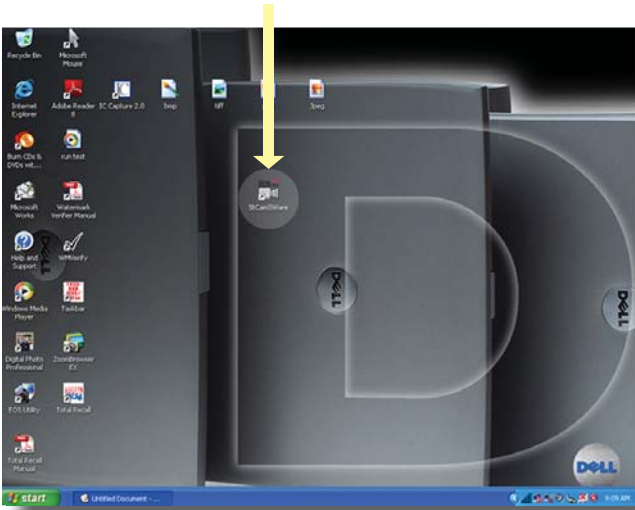 Recycle Bin
Microsoft
Mouse
Internet
Explorer
Adobe Reader
8
IC Capture 2.0
bmp
tiff
Jpeg
Burn CDs &
DVDs wit...
run test
Microsoft
Works
Watermark
Verifier Manual
StCamSWare
Help and
Support
WMVerify
DELL
DELL
DELL
Windows Media
Player
Taskbar
Digital Photo
Professional
ZoomBrowser
EX
EOS Utility
Total Recall
Total Recall
Manual
DELL
start
Untitled Document - ...
9:09 AM